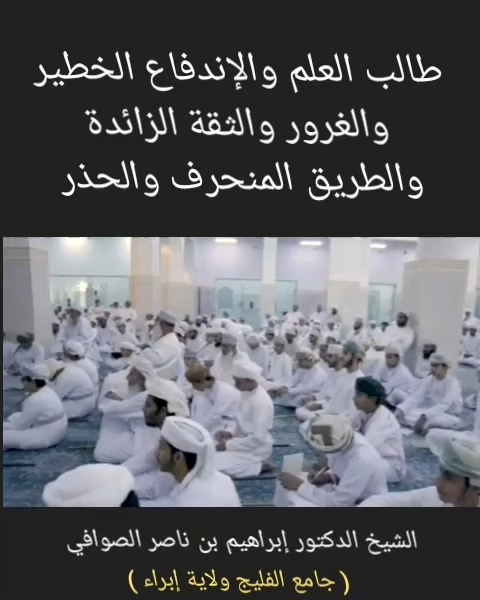 طالب العلم والإندفاع الخطير
والغرور والثقة الزائدة
والطريق المنحرف والحذر
الشيخ الدكتور إبراهيم بن ناصر الصوافي
( جامع الفليج ولاية إبراء )